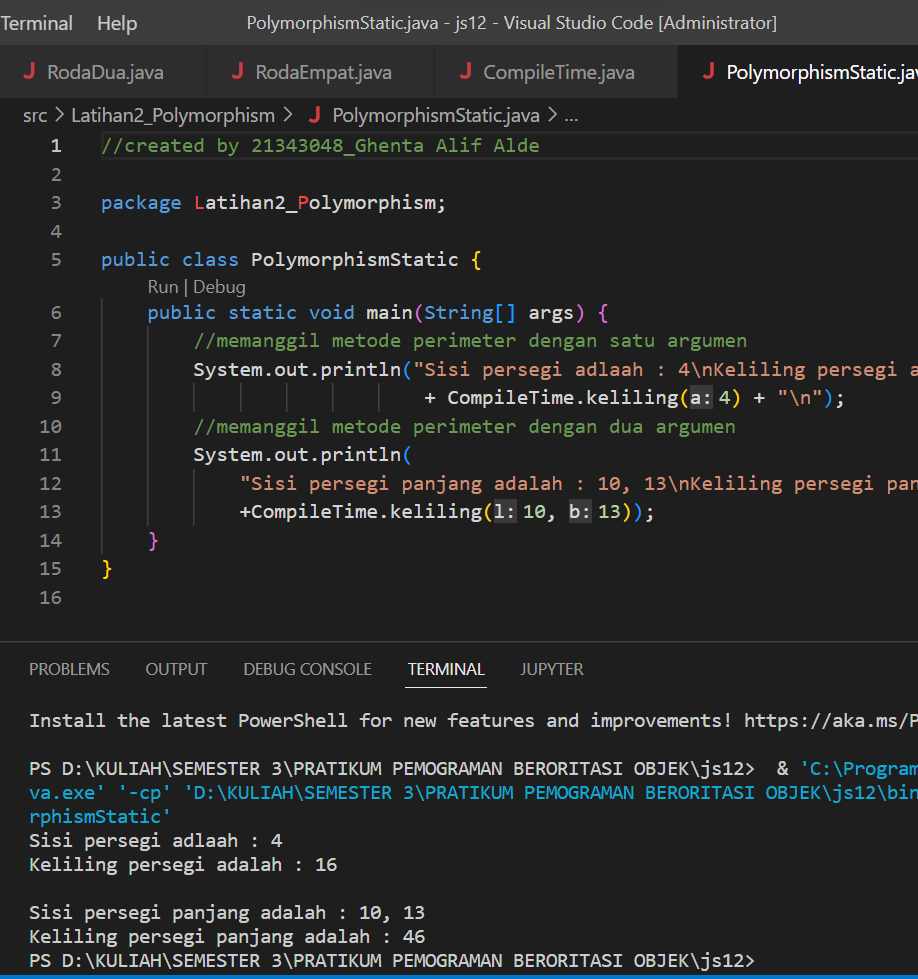 Terminal Help PolymorphismStatic.java - js12 - Visual Studio Code [Administrator]
J RodaDua.java J RodaEmpat.java J CompileTime.java J PolymorphismStatic.jav
src > Latihan2_Polymorphism > J PolymorphismStatic.java > ...
1 //created by 21343048_Ghenta Alif Alde
2
3 package Latihan2_Polymorphism;
4
5 public class PolymorphismStatic {
Run | Debug
6 public static void main(String[] args) {
7 //memanggil metode perimeter dengan satu argumen
8 System.out.println("Sisi persegi adlaah : 4\nKeliling persegi a
9 + CompileTime.keliling(a: 4) + "\n");
10 //memanggil metode perimeter dengan dua argumen
11 System.out.println(
12 "Sisi persegi panjang adalah : 10, 13\nKeliling persegi pan
13 +CompileTime.keliling(l: 10, b: 13));
14 }
15 }
16
PROBLEMS OUTPUT DEBUG CONSOLE TERMINAL JUPYTER
Install the latest PowerShell for new features and improvements! https://aka.ms/P
PS D:\KULIAH\SEMESTER 3\PRATIKUM PEMOGRAMAN BERORITASI OBJEK\js12> & 'C:\Program
va.exe' '-cp' 'D:\KULIAH\SEMESTER 3\PRATIKUM PEMOGRAMAN BERORITASI OBJEK\js12\bin
rphismStatic'
Sisi persegi adlaah : 4
Keliling persegi adalah : 16
Sisi persegi panjang adalah : 10, 13
Keliling persegi panjang adalah : 46
PS D:\KULIAH\SEMESTER 3\PRATIKUM PEMOGRAMAN BERORITASI OBJEK\js12>